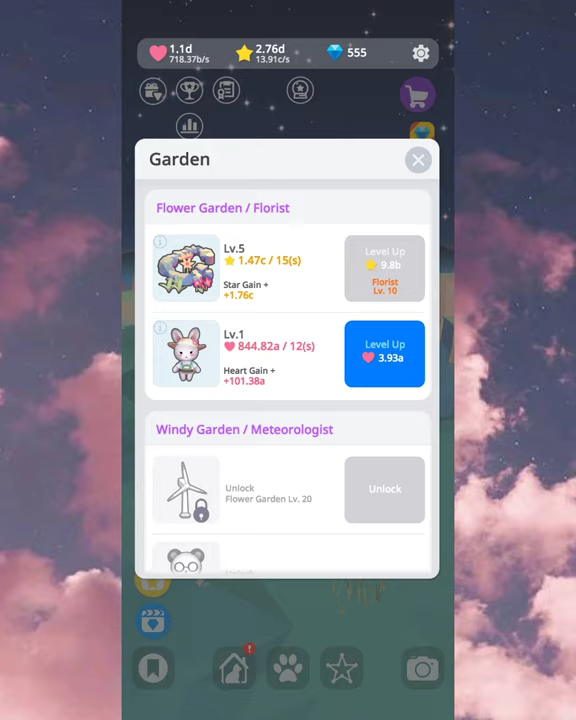 1.1d
718.37b/s
2.76d
13.91c/s
555
Garden
Flower Garden / Florist
Lv.5
1.47c / 15(s)
Star Gain +
+1.76c
Level Up
9.8b
Florist
Lv. 10
Lv.1
844.82a / 12(s)
Heart Gain +
+101.38a
Level Up
3.93a
Windy Garden / Meteorologist
Unlock
Flower Garden Lv. 20
Unlock